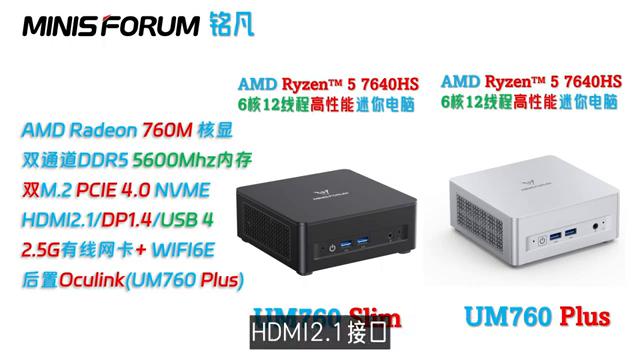 MINISFORUM 铭凡
AMD Ryzen™ 5 7640HS
6核12线程高性能迷你电脑
AMD Ryzen™ 5 7640HS
6核12线程高性能迷你电脑
AMD Radeon 760M 核显
双通道DDR5 5600Mhz内存
双M.2 PCIE 4.0 NVME
HDMI2.1/DP1.4/USB 4
2.5G有线网卡+ WIFI6E
后置Oculink(UM760 Plus)
MINISFORUM
MINISFORUM
UM760 Slim
UM760 Plus
HDMI2.1接口